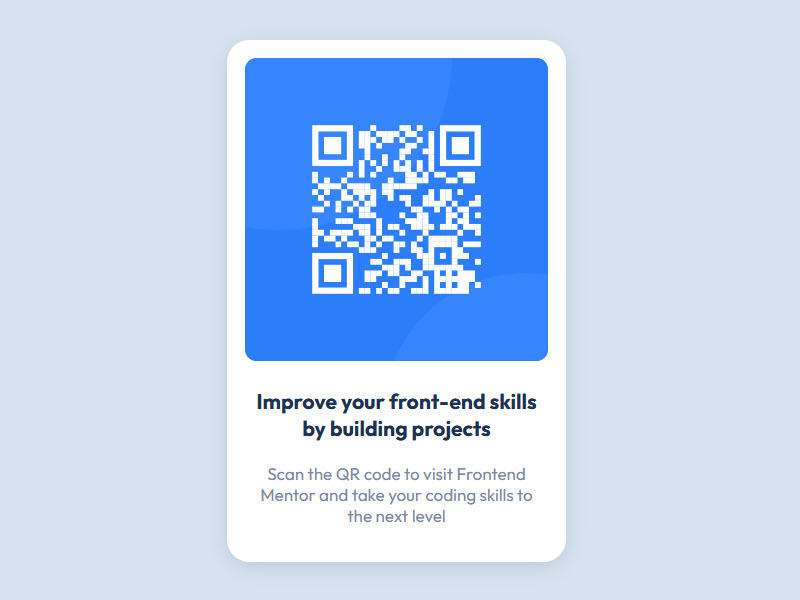 Improve your front-end skills
by building projects
Scan the QR code to visit Frontend
Mentor and take your coding skills to
the next level